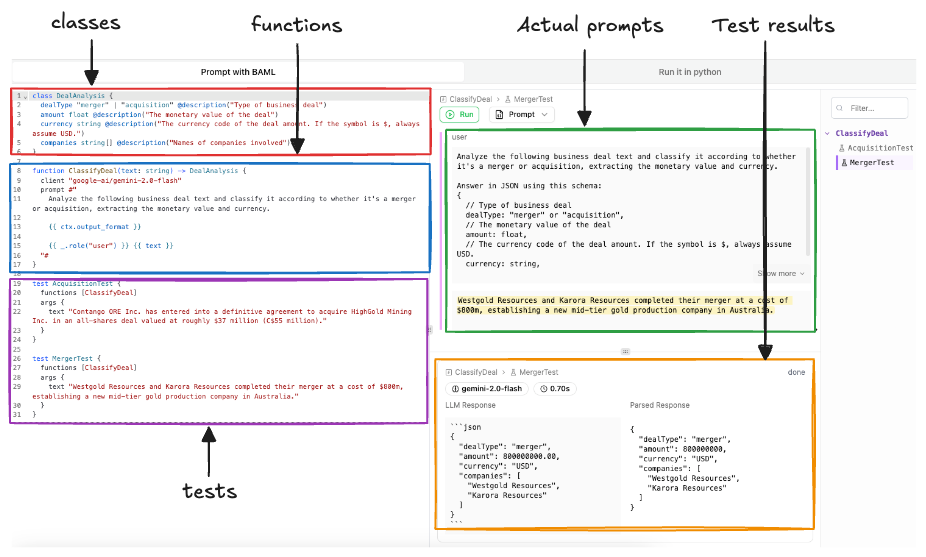 classes
functions
Actual prompts
Test results
Prompt with BAML
Run it in python
1 class DealAnalysis {
2 dealType "merger" | "acquisition" @description("Type of business deal")
3 amount float @description("The monetary value of the deal")
4 currency string @description("The currency code of the deal amount. If the symbol is $, always
assume USD.")
5 companies string[] @description("Names of companies involved")
6 }
7
8 function ClassifyDeal(text: string) -> DealAnalysis {
9 client "google-ai/gemini-2.0-flash"
10 prompt #"
11 Analyze the following business deal text and classify it according to whether it's a merger
or acquisition, extracting the monetary value and currency.
12
13 {{ ctx.output_format }}
14
15 {{ _.role("user") }} {{ text }}
16 "#
17 }
18
19 test AcquisitionTest {
20 functions [ClassifyDeal]
21 args {
22 text "Contango ORE Inc. has entered into a definitive agreement to acquire HighGold Mining
Inc. in an all-shares deal valued at roughly $37 million (C$55 million)."
23 }
24 }
25
26 test MergerTest {
27 functions [ClassifyDeal]
28 args {
29 text "Westgold Resources and Karora Resources completed their merger at a cost of $800m,
establishing a new mid-tier gold production company in Australia."
30 }
31 }
tests
ClassifyDeal > MergerTest
Run
Prompt
user
Analyze the following business deal text and classify it according to whether
it's a merger or acquisition, extracting the monetary value and currency.
Answer in JSON using this schema:
{
// Type of business deal
dealType: "merger" or "acquisition",
// The monetary value of the deal
amount: float,
// The currency code of the deal amount. If the symbol is $, always assume
USD.
currency: string,
Show more
Westgold Resources and Karora Resources completed their merger at a cost of
$800m, establishing a new mid-tier gold production company in Australia.
Filter...
ClassifyDeal
AcquisitionTest
MergerTest
ClassifyDeal > MergerTest
done
gemini-2.0-flash
0.70s
LLM Response
```json
{
"dealType": "merger",
"amount": 800000000.00,
"currency": "USD",
"companies": [
"Westgold Resources",
"Karora Resources"
]
}
```
Parsed Response
{
"dealType": "merger",
"amount": 800000000,
"currency": "USD",
"companies": [
"Westgold Resources",
"Karora Resources"
]
}